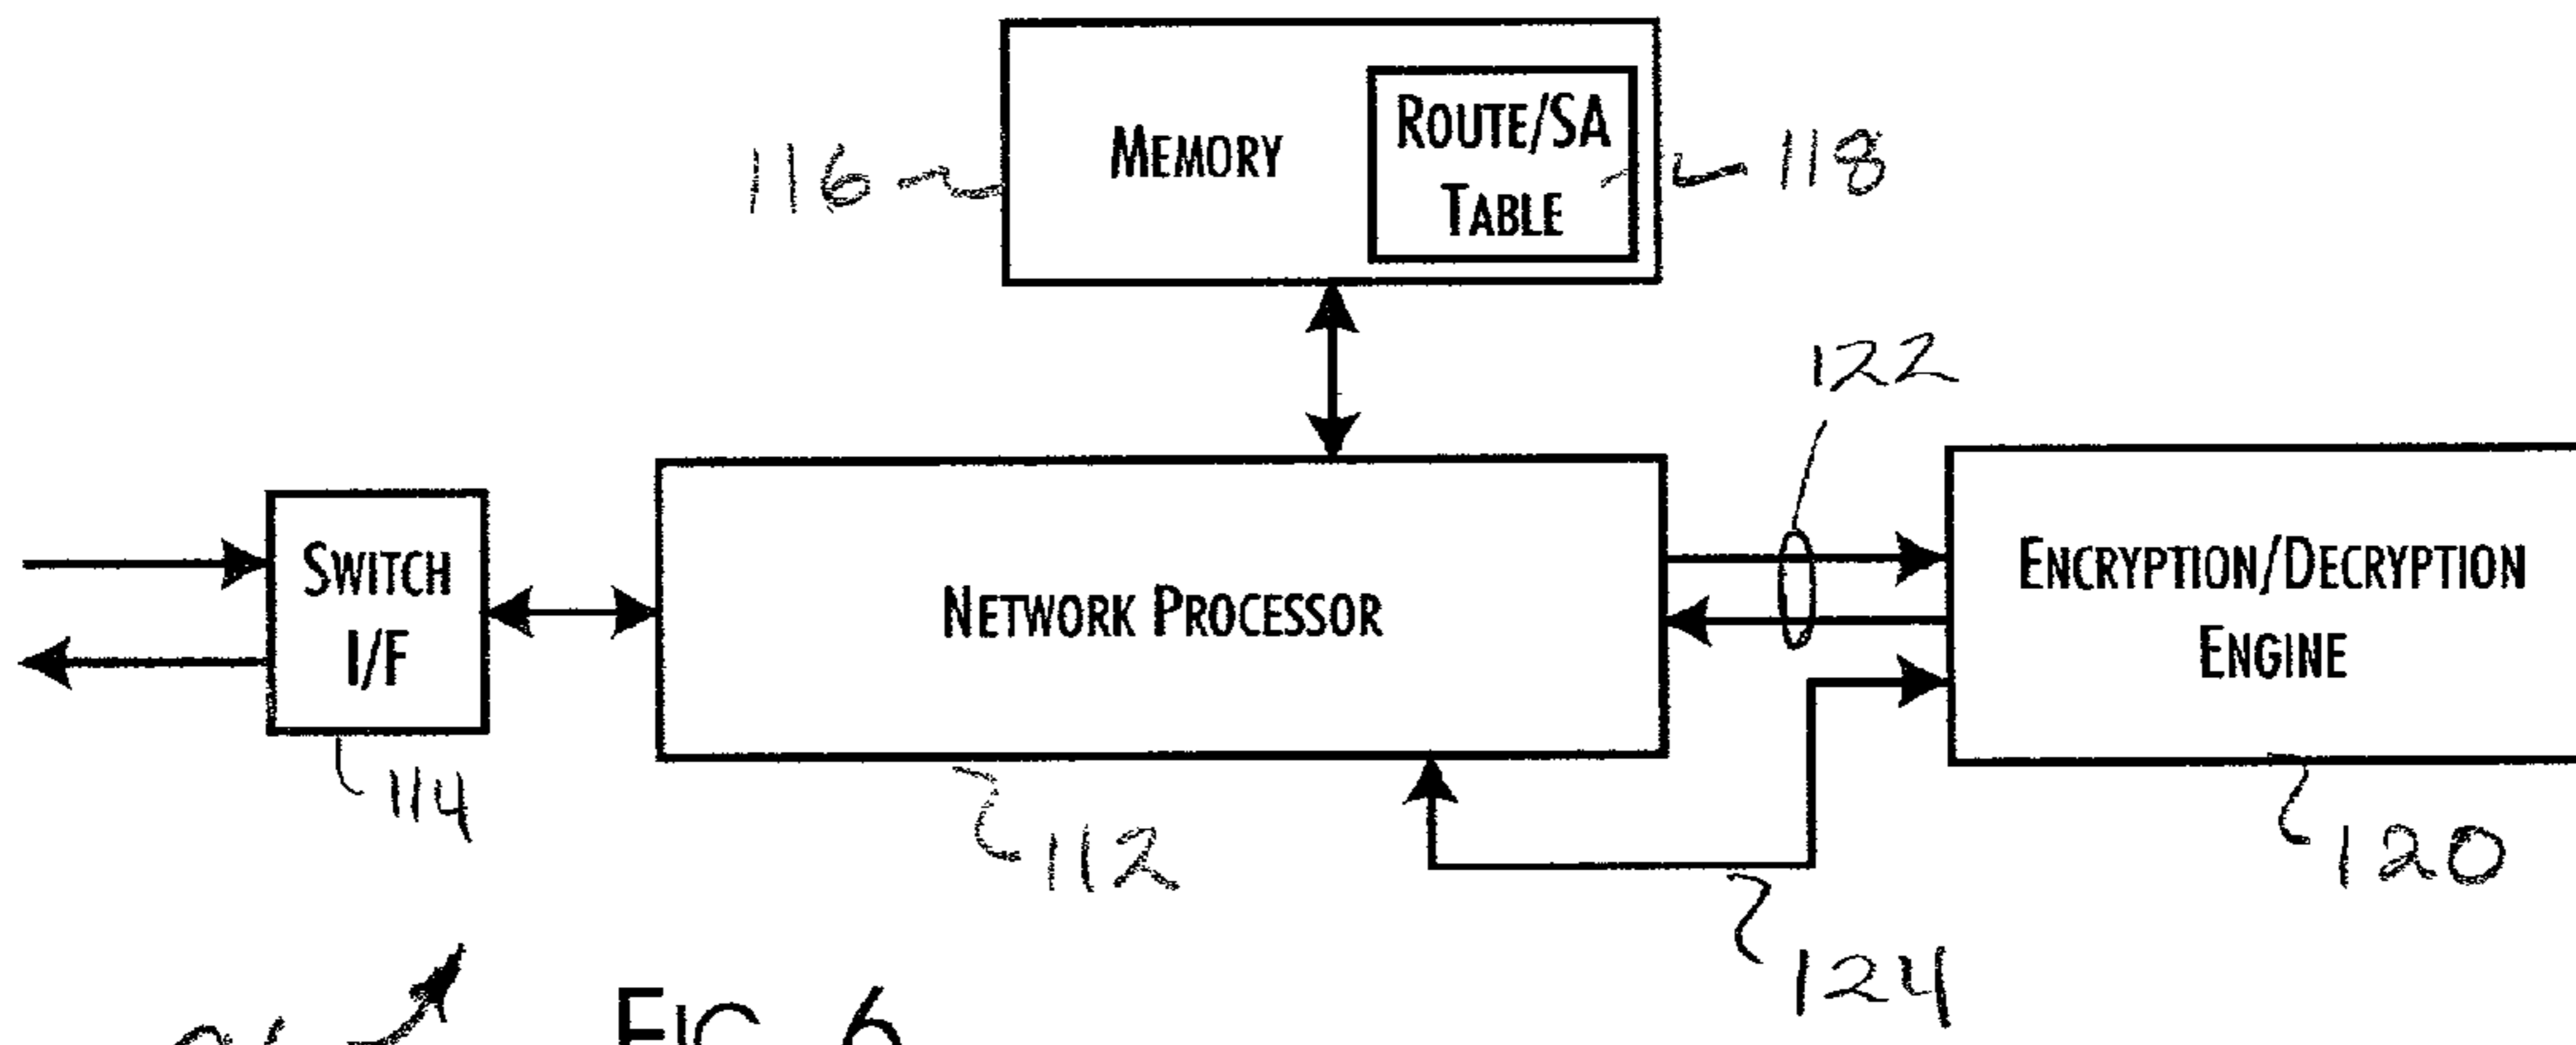 MEMORY
ROUTE/SA
TABLE
116
118
122
SWITCH
I/F
NETWORK PROCESSOR
ENCRYPTION/DECRYPTION
ENGINE
114
112
120
124
FIG. 6